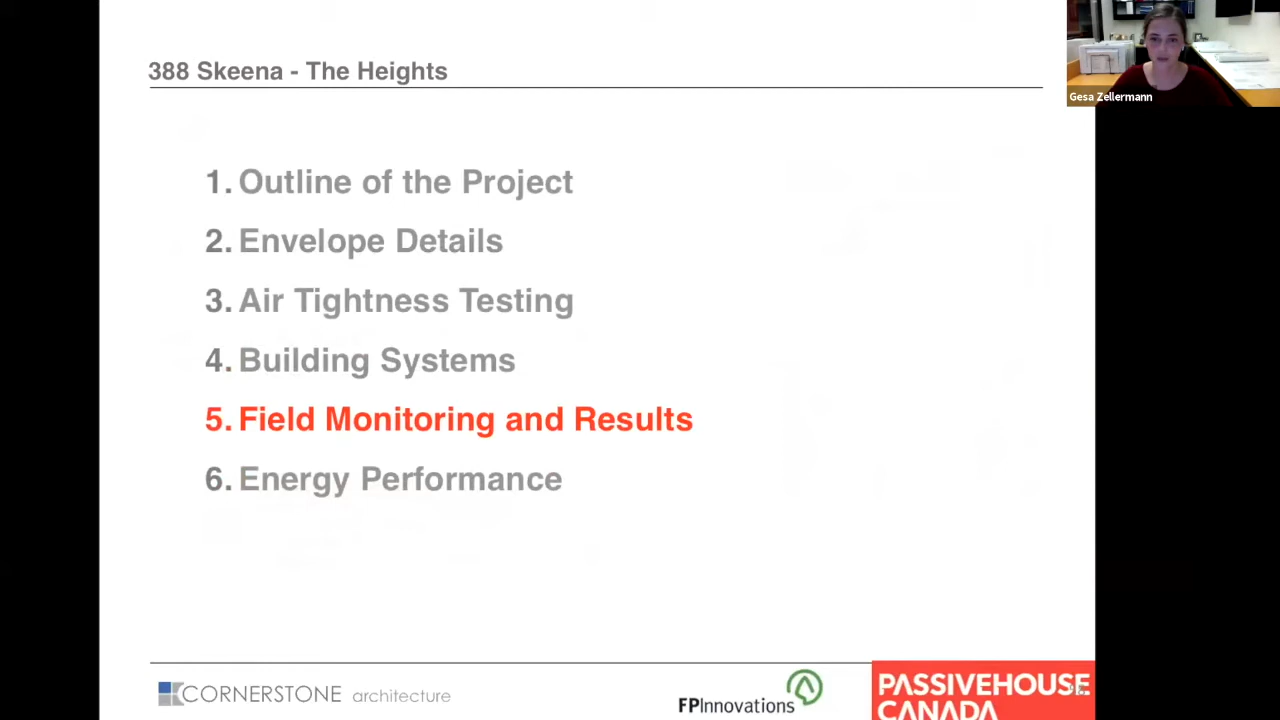 388 Skeena - The Heights
Gesa Zellermann
1. Outline of the Project
2. Envelope Details
3. Air Tightness Testing
4. Building Systems
5. Field Monitoring and Results
6. Energy Performance
CORNERSTONE architecture
FPInnovations
PASSIVEHOUSE
CANADA